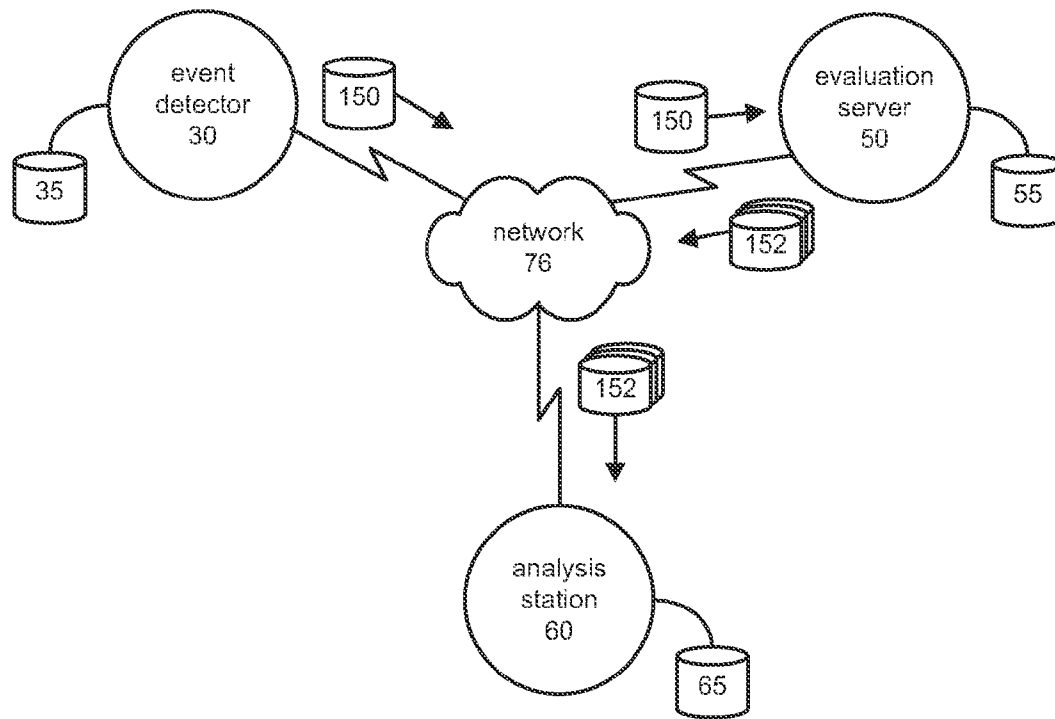 event
detector
30
150
35
150
evaluation
server
50
55
152
network
76
152
analysis
station
60
65